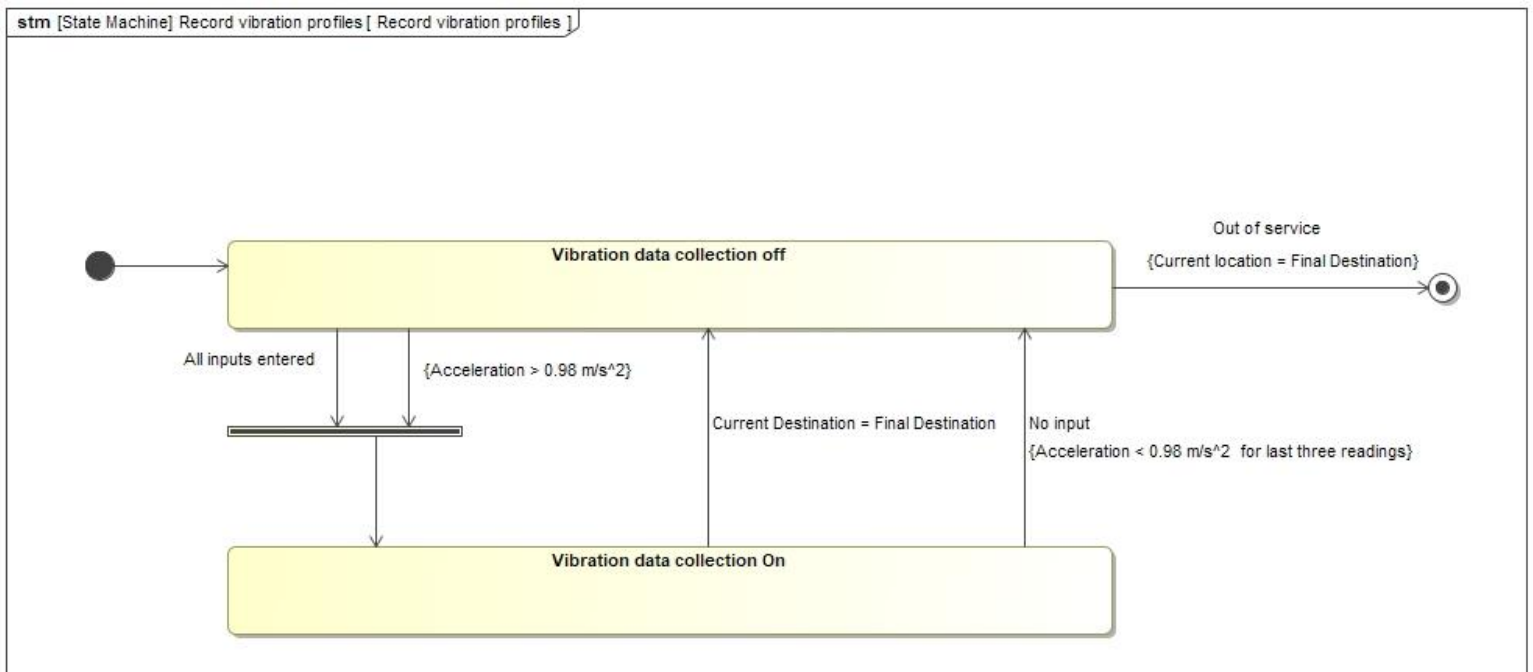 stm [State Machine] Record vibration profiles [ Record vibration profiles ]
Out of service
{Current location = Final Destination}
Vibration data collection off
All inputs entered
{Acceleration > 0.98 m/s^2}
Current Destination = Final Destination
No input
{Acceleration < 0.98 m/s^2 for last three readings}
Vibration data collection On